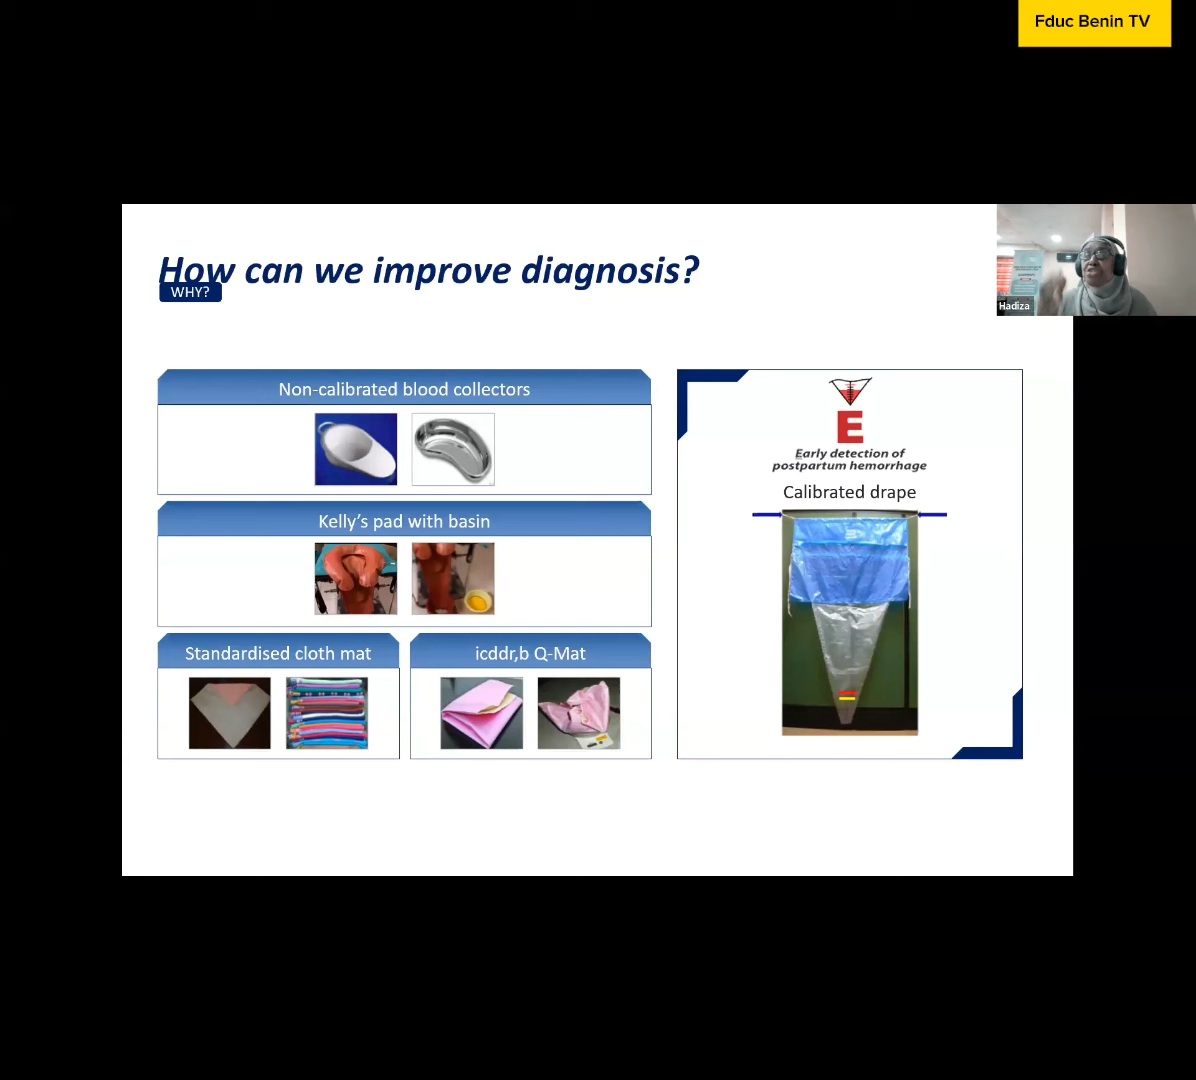 Fduc Benin TV
How can we improve diagnosis?
WHY?
Hadiza
Non-calibrated blood collectors
Kelly's pad with basin
Standardised cloth mat
icddr,b Q-Mat
E
Early detection of
postpartum hemorrhage
Calibrated drape